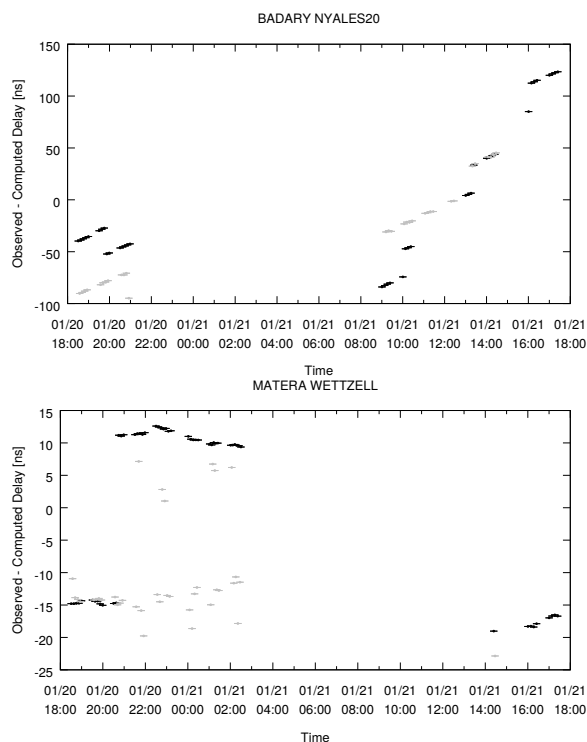 BADARY NYALES20
150
100
50
0
-50
-100
Observed - Computed Delay [ns]
01/20 01/20 01/20 01/21 01/21 01/21 01/21 01/21 01/21 01/21 01/21 01/21 01/21
18:00 20:00 22:00 00:00 02:00 04:00 06:00 08:00 10:00 12:00 14:00 16:00 18:00
Time
MATERA WETTZELL
15
10
5
0
-5
-10
-15
-20
-25
Observed - Computed Delay [ns]
01/20 01/20 01/20 01/21 01/21 01/21 01/21 01/21 01/21 01/21 01/21 01/21 01/21
18:00 20:00 22:00 00:00 02:00 04:00 06:00 08:00 10:00 12:00 14:00 16:00 18:00
Time